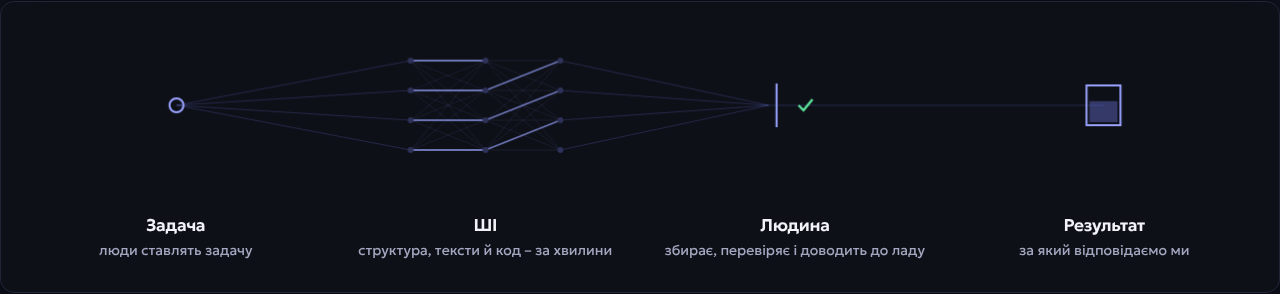 Задача
люди ставлять задачу
ШІ
структура, тексти й код – за хвилини
Людина
збирає, перевіряє і доводить до ладу
Результат
за який відповідаємо ми